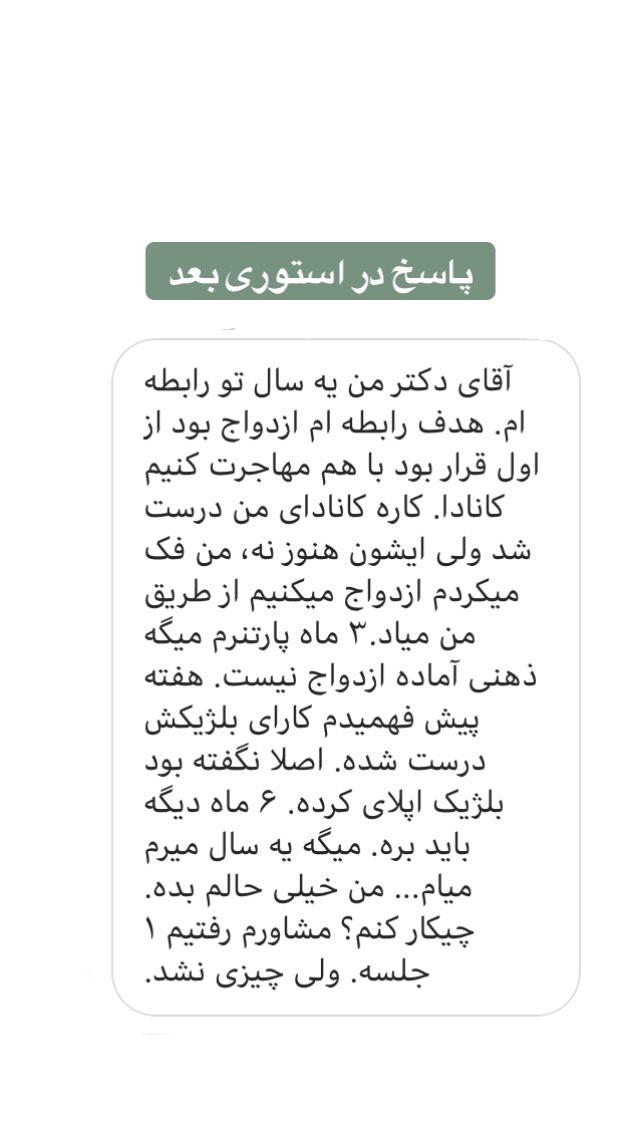 پاسخ در استوری بعد
آقای دکتر من یه سال تو رابطه
ام. هدف رابطه ام ازدواج بود از
اول قرار بود با هم مهاجرت کنیم
کانادا. کاره کانادای من درست
شد ولی ایشون هنوز نه، من فک
میکردم ازدواج میکنیم از طریق
من میاد.۳ ماه پارتنرم میگه
ذهنی آماده ازدواج نیست. هفته
پیش فهمیدم کارای بلژیکش
درست شده. اصلا نگفته بود
بلژیک اپلای کرده. ۶ ماه دیگه
باید بره. میگه یه سال میرم
میام... من خیلی حالم بده.
چیکار کنم؟ مشاورم رفتیم ۱
جلسه. ولی چیزی نشد.